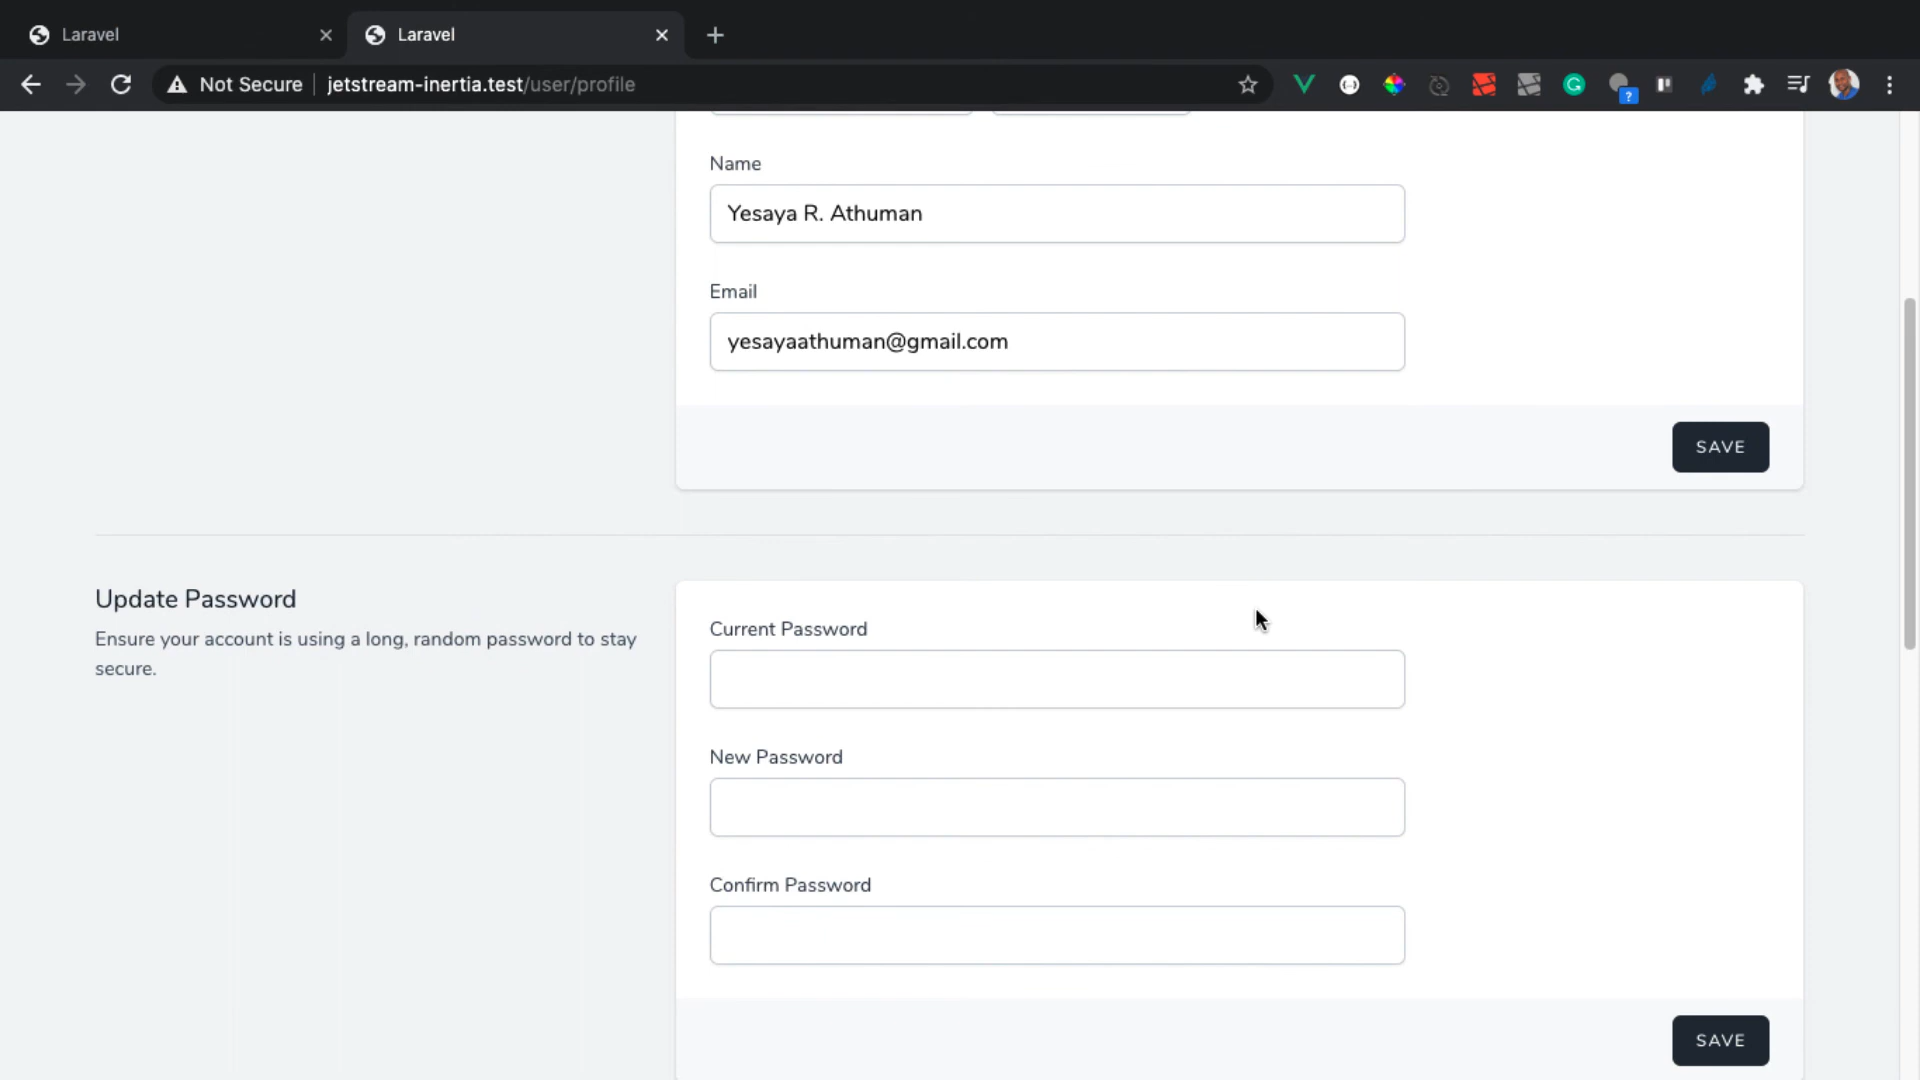 Laravel
Laravel
Not Secure
jetstream-inertia.test/user/profile
?
Name
Yesaya R. Athuman
Email
yesayaathuman@gmail.com
SAVE
Update Password
Ensure your account is using a long, random password to stay
secure.
Current Password
New Password
Confirm Password
SAVE